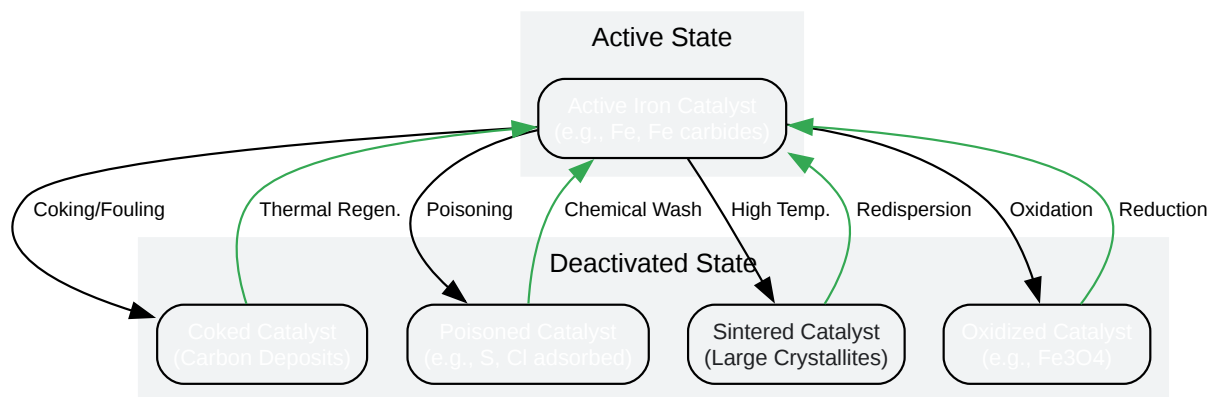 Active State
Active Iron Catalyst
(e.g., Fe, Fe carbides)
Coking/Fouling
Thermal Regen.
Poisoning
Chemical Wash
High Temp.
Redispersion
Oxidation
Reduction
Deactivated State
Coked Catalyst
(Carbon Deposits)
Poisoned Catalyst
(e.g., S, Cl adsorbed)
Sintered Catalyst
(Large Crystallites)
Oxidized Catalyst
(e.g., Fe3O4)